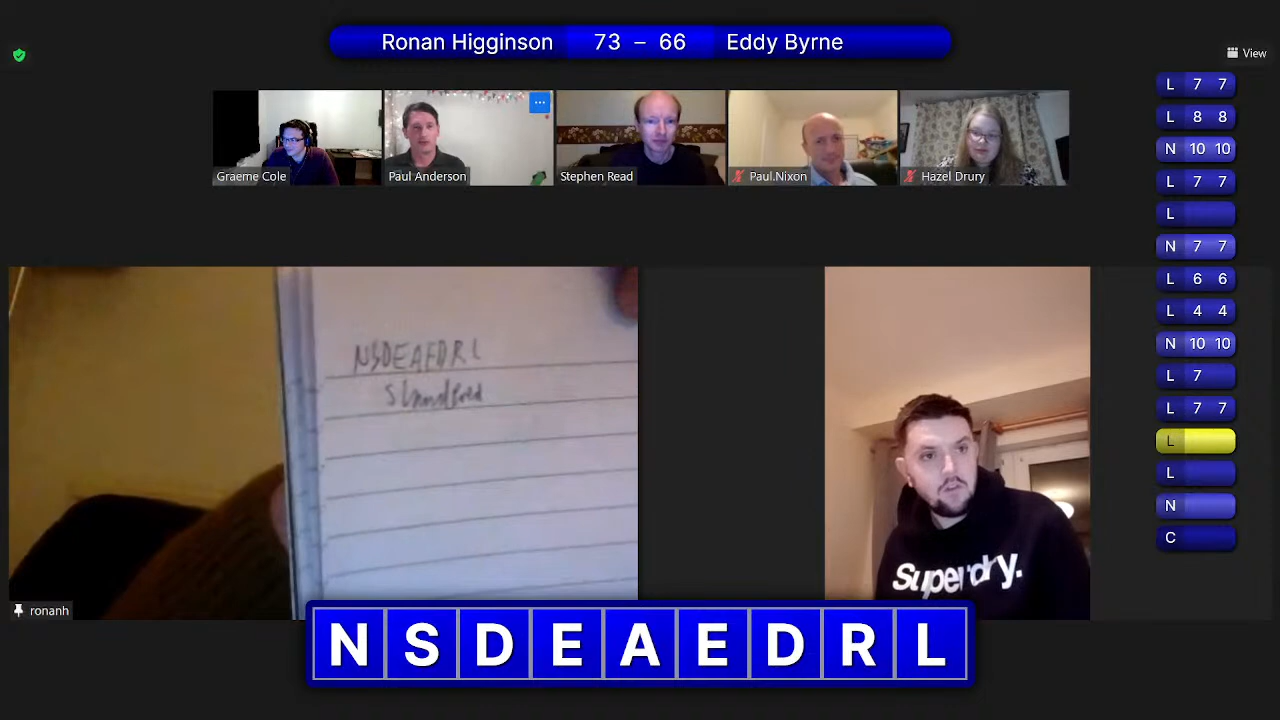 Ronan Higginson 73 – 66 Eddy Byrne
View
Graeme Cole
Paul Anderson
Stephen Read
Paul.Nixon
Hazel Drury
L 7 7
L 8 8
N 10 10
L 7 7
L
N 7 7
L 6 6
L 4 4
N 10 10
L 7
L 7 7
L
L
N
C
NSDEAEDRL
Slandered
Superdry.
ronanh
N S D E A E D R L